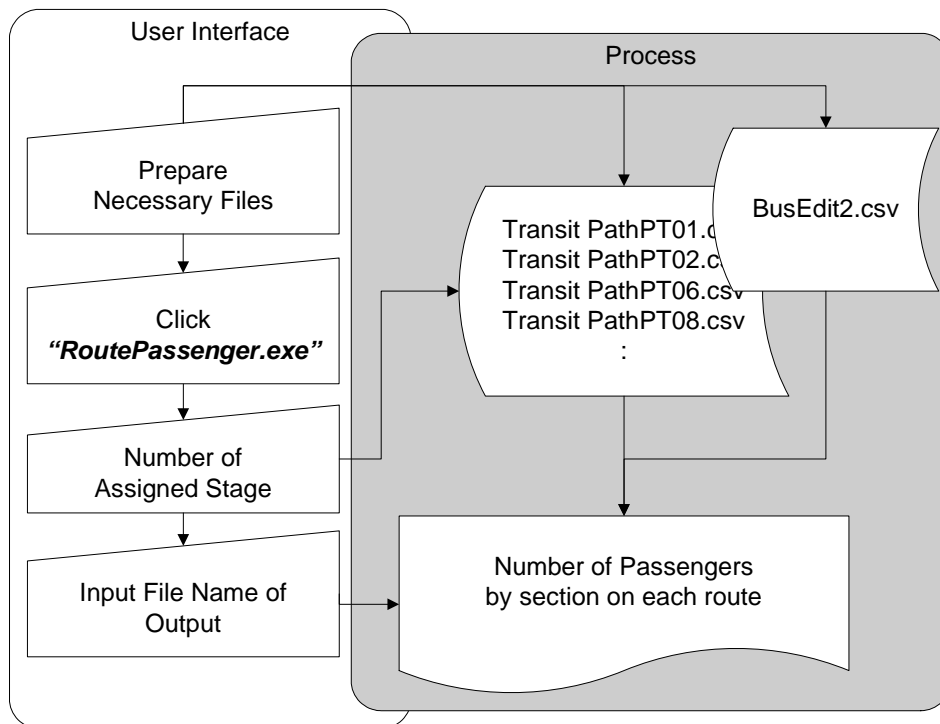 User Interface
Process
Prepare
Necessary Files
Click
“RoutePassenger.exe”
Number of
Assigned Stage
Input File Name of
Output
Transit PathPT01.c
Transit PathPT02.cs
Transit PathPT06.csv
Transit PathPT08.csv
:
BusEdit2.csv
Number of Passengers
by section on each route